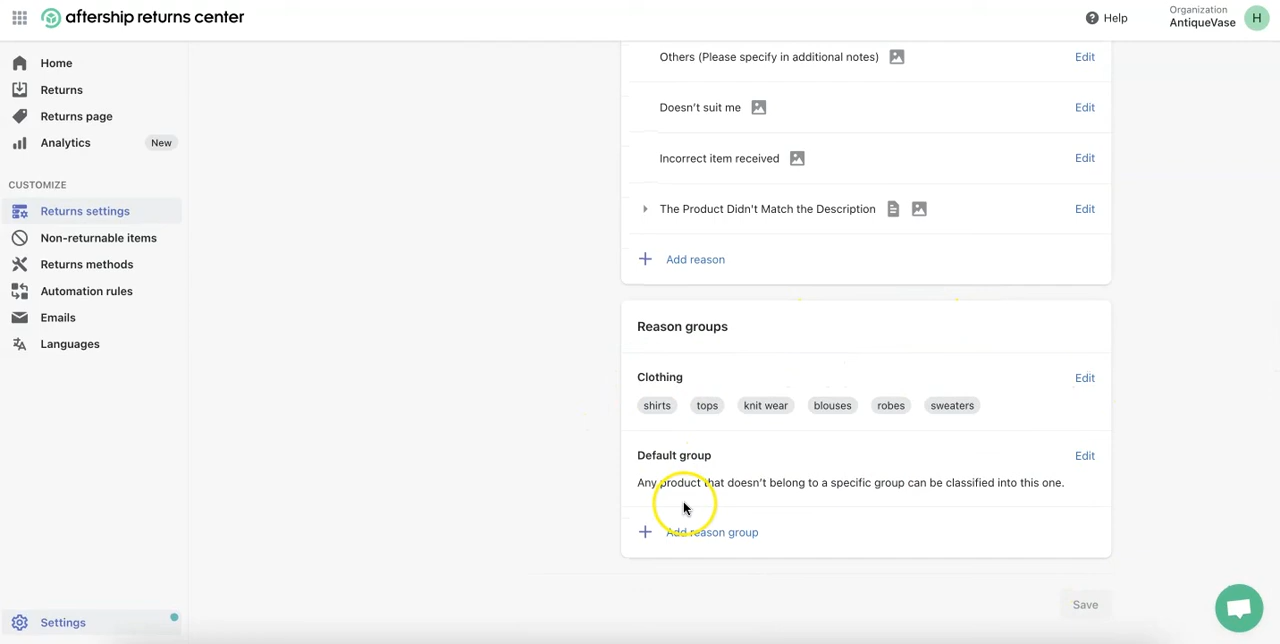 aftership returns center
Help
Organization
AntiqueVase
H
Home
Returns
Returns page
Analytics New
CUSTOMIZE
Returns settings
Non-returnable items
Returns methods
Automation rules
Emails
Languages
Settings
Others (Please specify in additional notes) Edit
Doesn't suit me Edit
Incorrect item received Edit
The Product Didn't Match the Description Edit
+ Add reason
Reason groups
Clothing Edit
shirts tops knit wear blouses robes sweaters
Default group Edit
Any product that doesn't belong to a specific group can be classified into this one.
+ Add reason group
Save